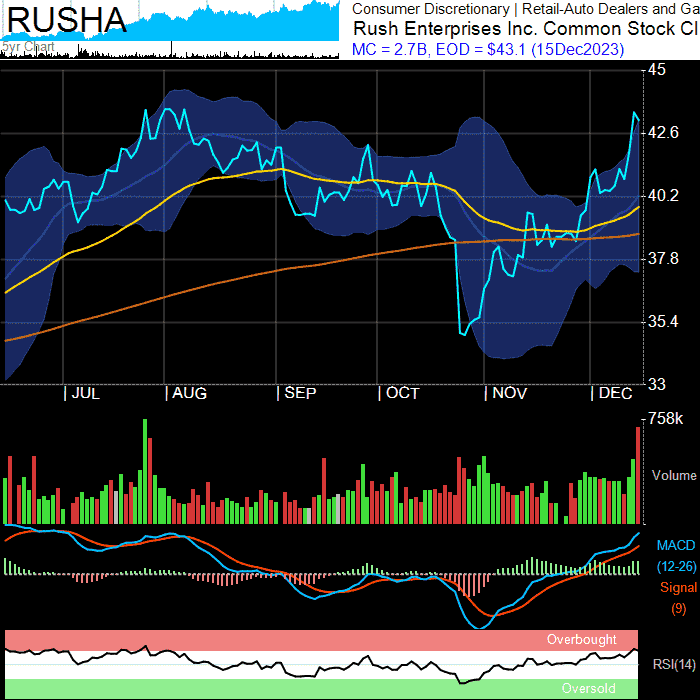 RUSHA
5yr Chart
Consumer Discretionary | Retail-Auto Dealers and Ga
Rush Enterprises Inc. Common Stock Cl
MC = 2.7B, EOD = $43.1 (15Dec2023)
45
42.6
40.2
37.8
35.4
33
| JUL | AUG | SEP | OCT | NOV | DEC
758k
Volume
MACD
(12-26)
Signal
(9)
Overbought
RSI(14)
Oversold